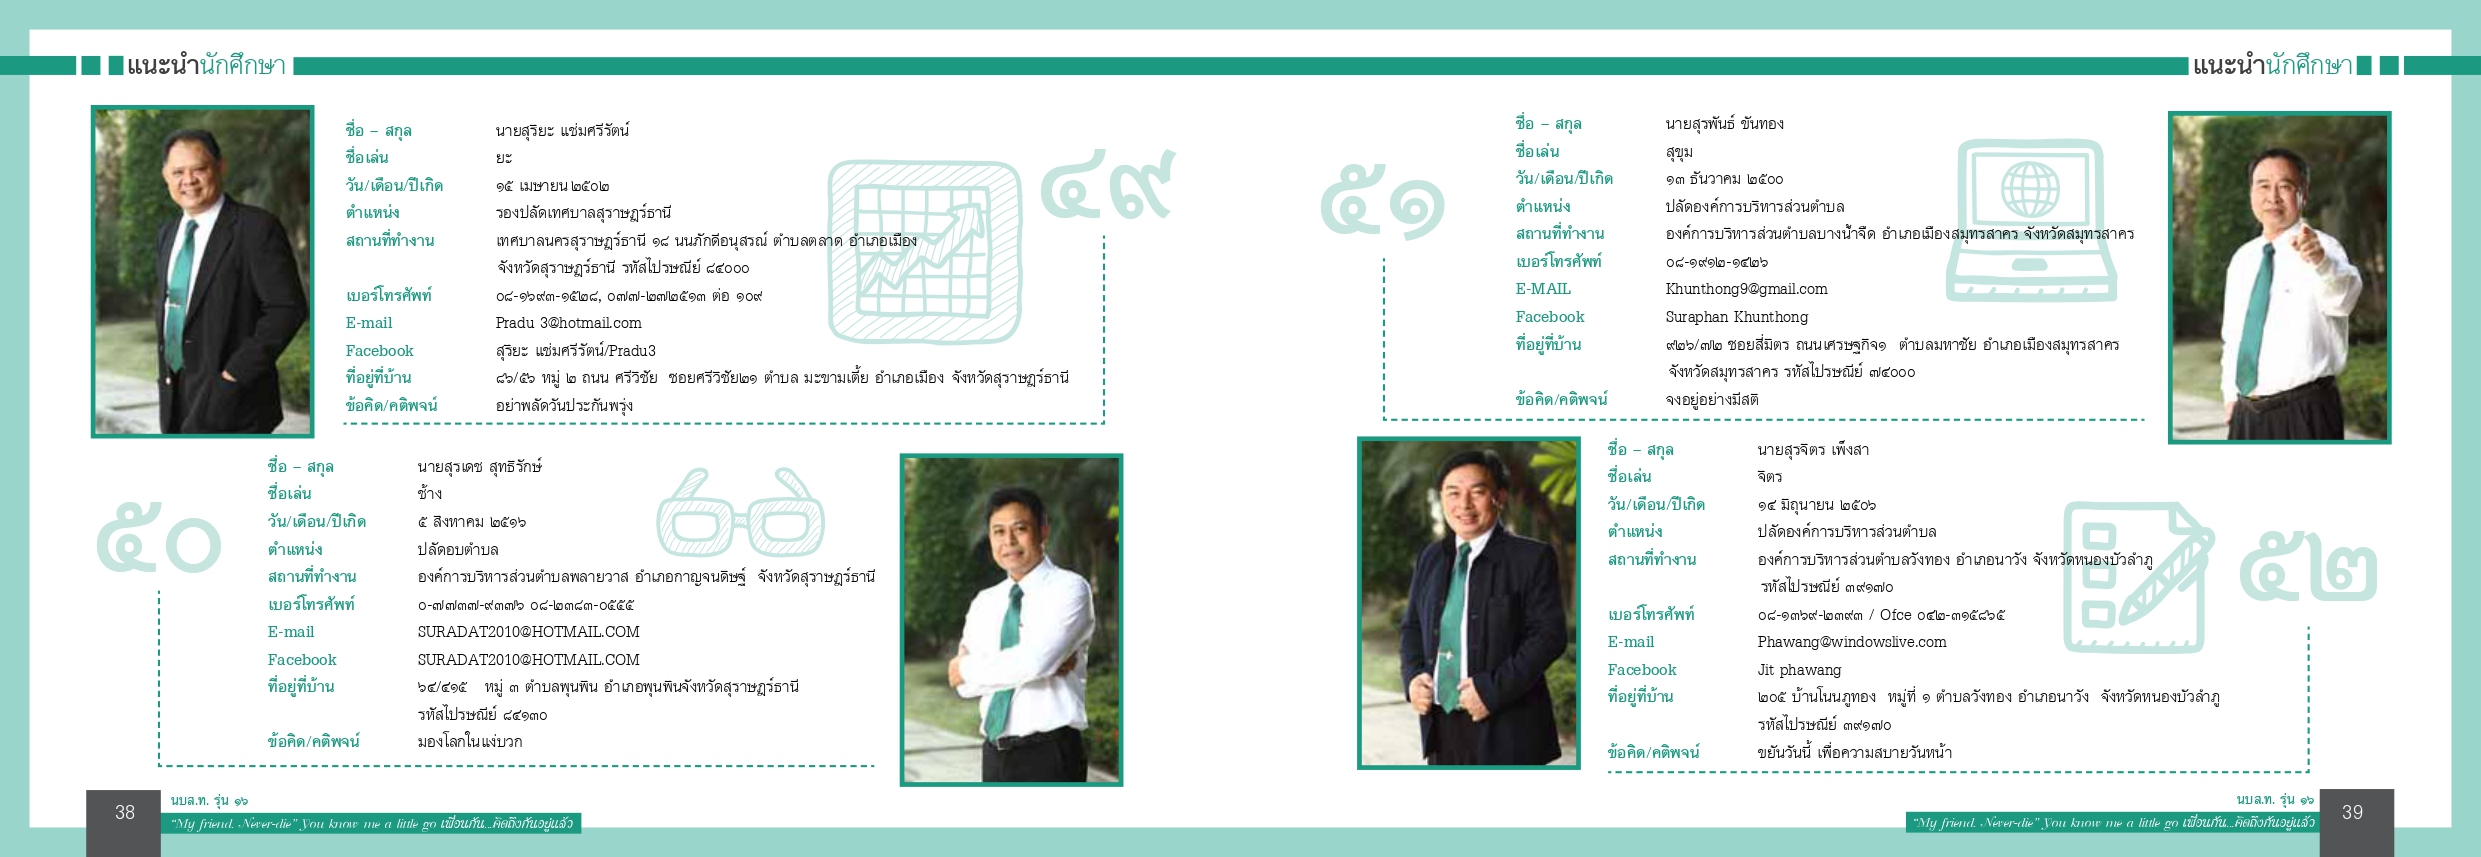 แนะนำนักศึกษา
๔๙
ชื่อ – สกุล นายสุริยะ แช่มศรีรัตน์
ชื่อเล่น ยะ
วัน/เดือน/ปีเกิด ๑๕ เมษายน ๒๕๐๒
ตำแหน่ง รองปลัดเทศบาลสุราษฎร์ธานี
สถานที่ทำงาน เทศบาลนครสุราษฎร์ธานี ๑๘ นนภักดีอนุสรณ์ ตำบลตลาด อำเภอเมือง
จังหวัดสุราษฎร์ธานี รหัสไปรษณีย์ ๘๔๐๐๐
เบอร์โทรศัพท์ ๐๘-๑๖๙๓-๑๕๒๘, ๐๗๗-๒๗๒๕๑๓ ต่อ ๑๐๙
E-mail Pradu 3@hotmail.com
Facebook สุริยะ แช่มศรีรัตน์/Pradu3
ที่อยู่ที่บ้าน ๘๖/๕๖ หมู่ ๒ ถนน ศรีวิชัย ซอยศรีวิชัย๒๑ ตำบล มะขามเตี้ย อำเภอเมือง จังหวัดสุราษฎร์ธานี
ข้อคิด/คติพจน์ อย่าพลัดวันประกันพรุ่ง
๕๐
ชื่อ – สกุล นายสุรเดช สุทธิรักษ์
ชื่อเล่น ช้าง
วัน/เดือน/ปีเกิด ๕ สิงหาคม ๒๕๑๖
ตำแหน่ง ปลัดอบตำบล
สถานที่ทำงาน องค์การบริหารส่วนตำบลพลายวาส อำเภอกาญจนดิษฐ์ จังหวัดสุราษฎร์ธานี
เบอร์โทรศัพท์ ๐-๗๗๓๗-๙๓๗๖ ๐๘-๒๓๘๓-๐๕๕๕
E-mail SURADAT2010@HOTMAIL.COM
Facebook SURADAT2010@HOTMAIL.COM
ที่อยู่ที่บ้าน ๖๔/๔๑๕ หมู่ ๓ ตำบลพุนพิน อำเภอพุนพินจังหวัดสุราษฎร์ธานี
รหัสไปรษณีย์ ๘๔๑๓๐
ข้อคิด/คติพจน์ มองโลกในแง่บวก
38
นบส.ท. รุ่น ๑๖
"My friend. Never-die" You know me a little go เพื่อนกัน...คิดถึงกันอยู่แล้ว
แนะนำนักศึกษา
๕๑
ชื่อ – สกุล นายสุรพันธ์ ขันทอง
ชื่อเล่น สุขุม
วัน/เดือน/ปีเกิด ๑๓ ธันวาคม ๒๕๐๐
ตำแหน่ง ปลัดองค์การบริหารส่วนตำบล
สถานที่ทำงาน องค์การบริหารส่วนตำบลบางน้ำจืด อำเภอเมืองสมุทรสาคร จังหวัดสมุทรสาคร
เบอร์โทรศัพท์ ๐๘-๑๙๑๒-๑๔๒๖
E-MAIL Khunthong9@gmail.com
Facebook Suraphan Khunthong
ที่อยู่ที่บ้าน ๙๒๖/๗๒ ซอยสี่มิตร ถนนเศรษฐกิจ๑ ตำบลมหาชัย อำเภอเมืองสมุทรสาคร
จังหวัดสมุทรสาคร รหัสไปรษณีย์ ๗๔๐๐๐
ข้อคิด/คติพจน์ จงอยู่อย่างมีสติ
๕๒
ชื่อ – สกุล นายสุรจิตร เพ็งสา
ชื่อเล่น จิตร
วัน/เดือน/ปีเกิด ๑๔ มิถุนายน ๒๕๐๖
ตำแหน่ง ปลัดองค์การบริหารส่วนตำบล
สถานที่ทำงาน องค์การบริหารส่วนตำบลวังทอง อำเภอนาวัง จังหวัดหนองบัวลำภู
รหัสไปรษณีย์ ๓๙๑๗๐
เบอร์โทรศัพท์ ๐๘-๑๓๖๙-๒๓๙๓ / Ofce ๐๔๒-๓๑๕๘๖๕
E-mail Phawang@windowslive.com
Facebook Jit phawang
ที่อยู่ที่บ้าน ๒๐๕ บ้านโนนภูทอง หมู่ที่ ๑ ตำบลวังทอง อำเภอนาวัง จังหวัดหนองบัวลำภู
รหัสไปรษณีย์ ๓๙๑๗๐
ข้อคิด/คติพจน์ ขยันวันนี้ เพื่อความสบายวันหน้า
นบส.ท. รุ่น ๑๖
"My friend. Never-die" You know me a little go เพื่อนกัน...คิดถึงกันอยู่แล้ว
39